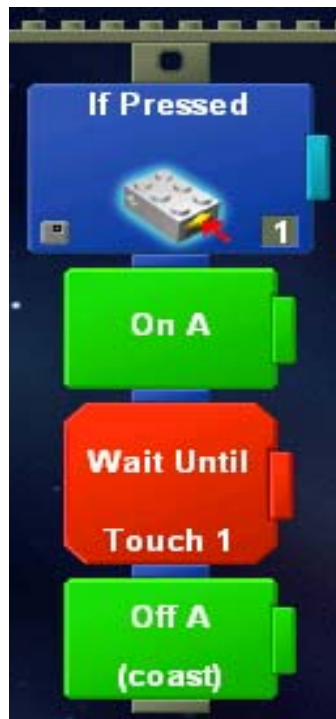 If Pressed
1
On A
Wait Until
Touch 1
Off A
(coast)